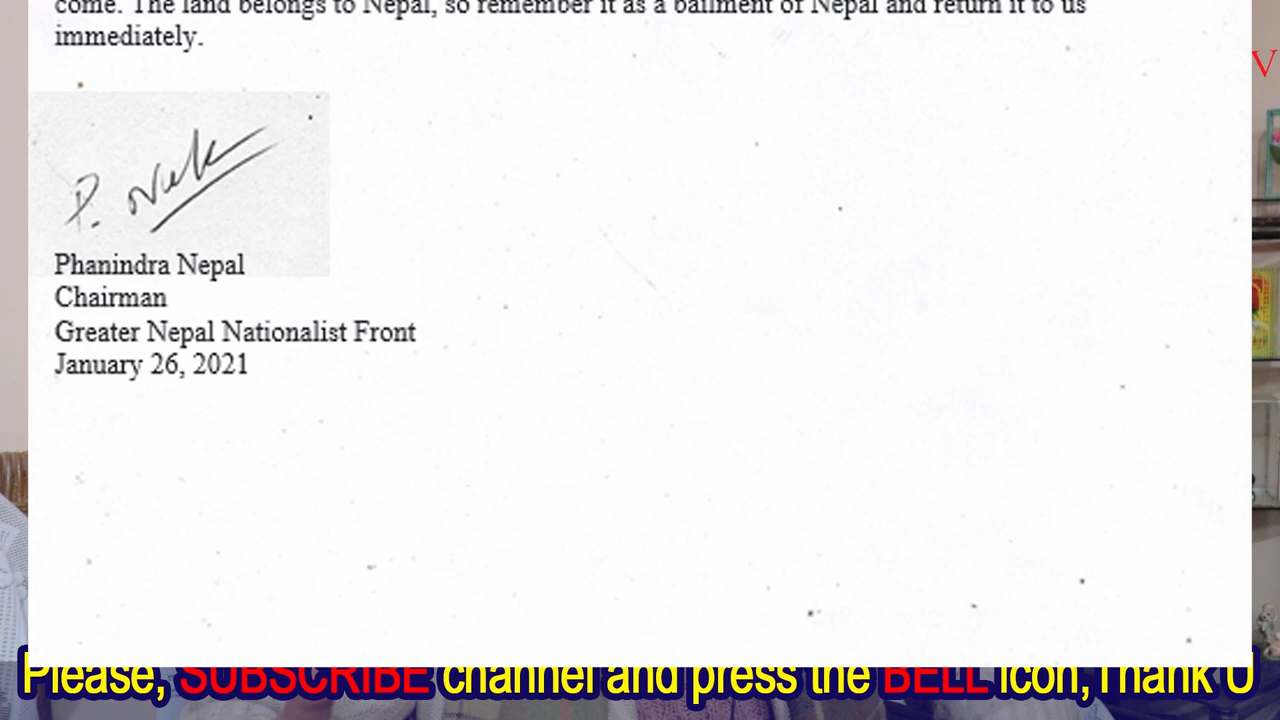 come. The land belongs to Nepal, so remember it as a bailment of Nepal and return it to us
immediately.
V
P. Nepal
Phanindra Nepal
Chairman
Greater Nepal Nationalist Front
January 26, 2021
Please, SUBSCRIBE channel and press the BELL icon,Thank U